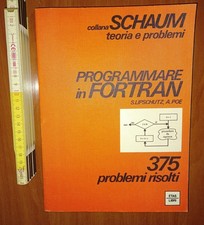 collana SCHAUM
teoria e problemi
PROGRAMMARE
in FORTRAN
S. LIPSCHUTZ, A. POE
375
problemi risolti
ETAS
LIBRI